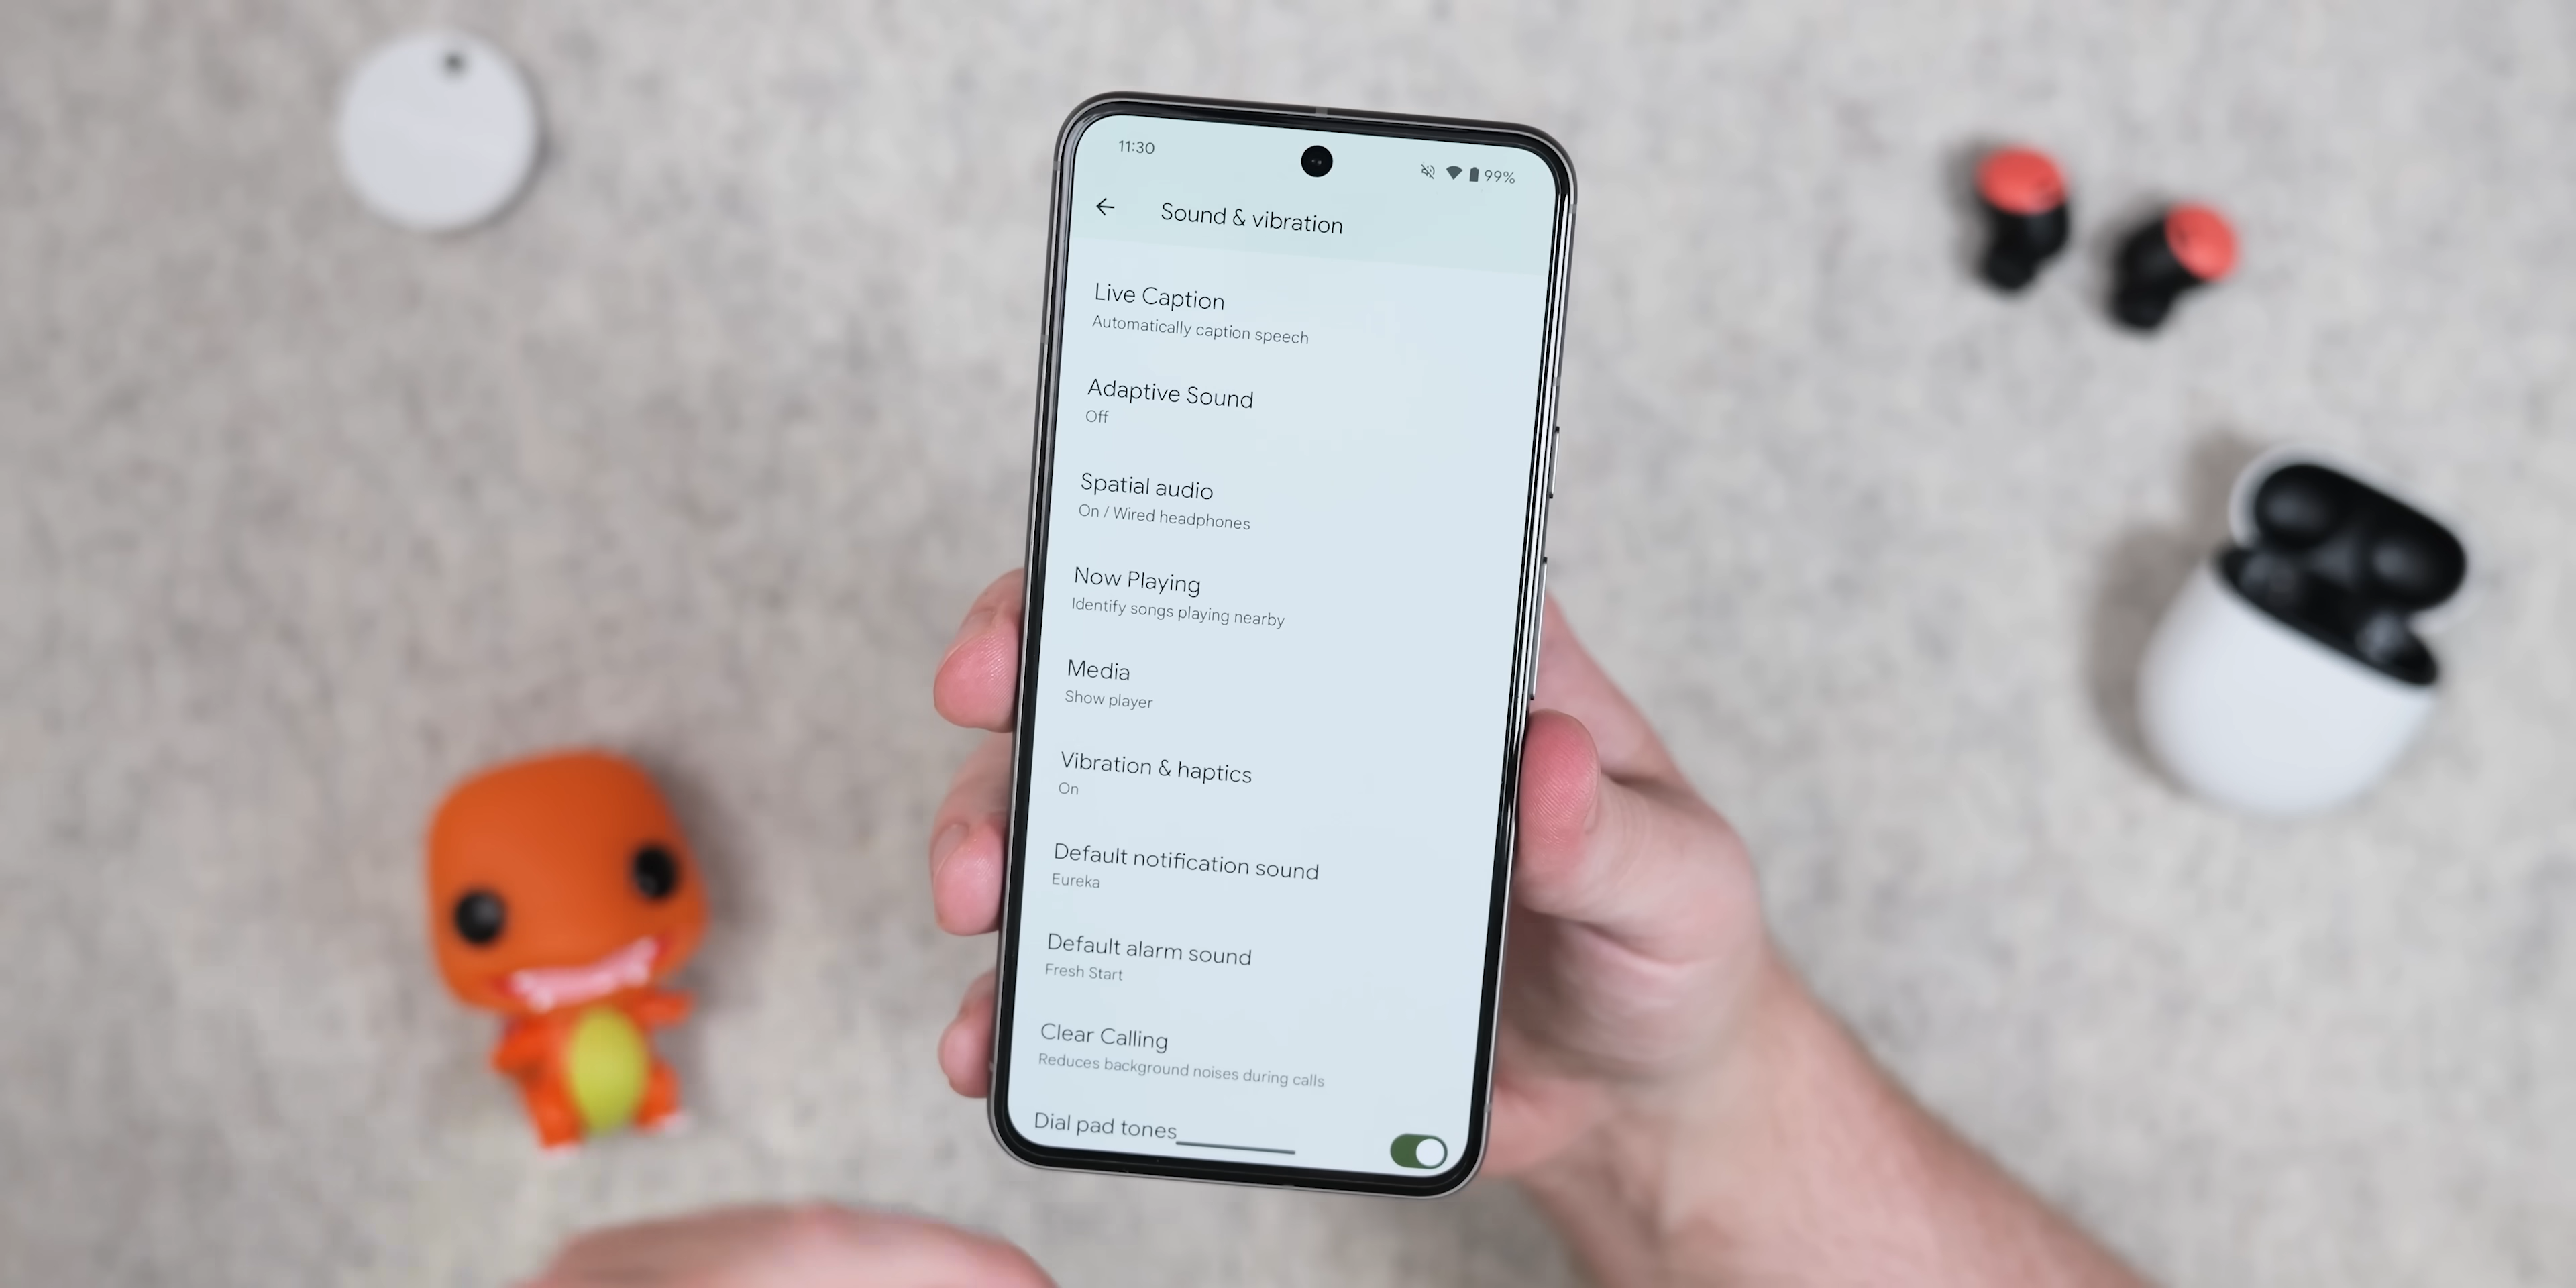 11:30
99%
Sound & vibration
Live Caption
Automatically caption speech
Adaptive Sound
Off
Spatial audio
On / Wired headphones
Now Playing
Identify songs playing nearby
Media
Show player
Vibration & haptics
On
Default notification sound
Eureka
Default alarm sound
Fresh Start
Clear Calling
Reduces background noises during calls
Dial pad tones